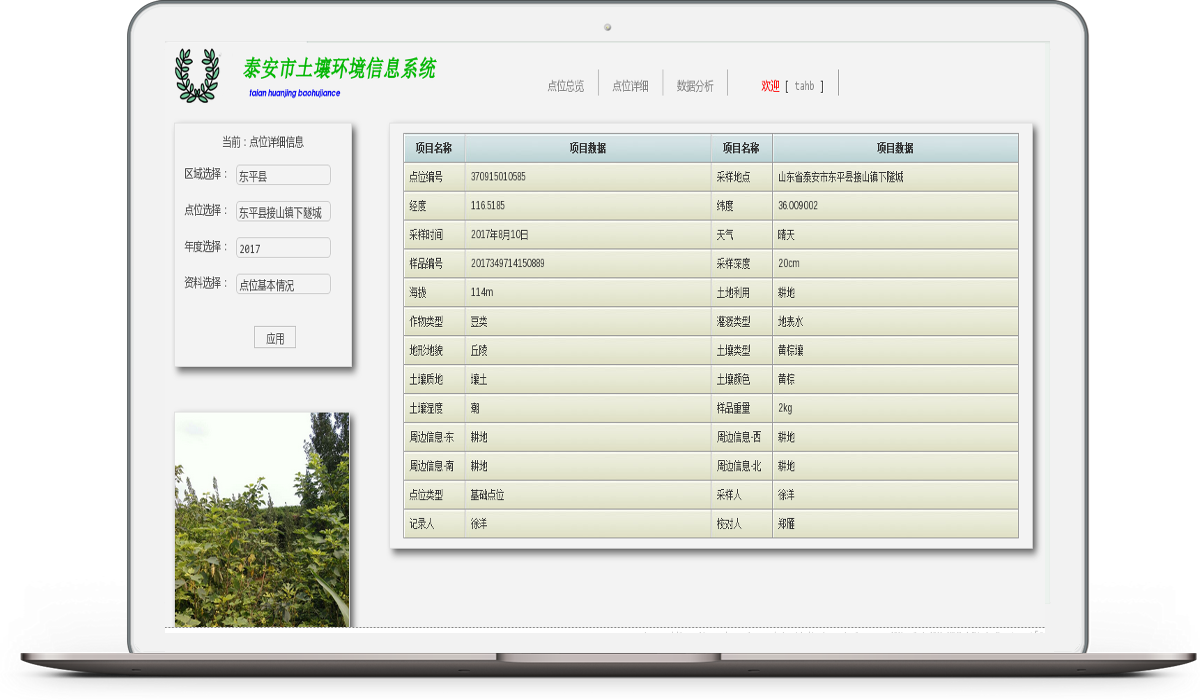 泰安市土壤环境信息系统
taian huanjing baohujiance
点位总览 点位详细 数据分析 欢迎 [ tahb ]
当前：点位详细信息
区域选择： 东平县
点位选择： 东平县接山镇下隧城
年度选择： 2017
资料选择： 点位基本情况
应用
项目名称 项目数据 项目名称 项目数据
点位编号 370915010585 采样地点 山东省泰安市东平县接山镇下隧城
经度 116.5185 纬度 36.009002
采样时间 2017年8月10日 天气 晴天
样品编号 2017349714150889 采样深度 20cm
海拔 114m 土地利用 耕地
作物类型 豆类 灌溉类型 地表水
地形地貌 丘陵 土壤类型 黄棕壤
土壤质地 壤土 土壤颜色 黄棕
土壤湿度 潮 样品重量 2kg
周边信息-东 耕地 周边信息-西 耕地
周边信息-南 耕地 周边信息-北 耕地
点位类型 基础点位 采样人 徐洋
记录人 徐洋 核对人 郑雁